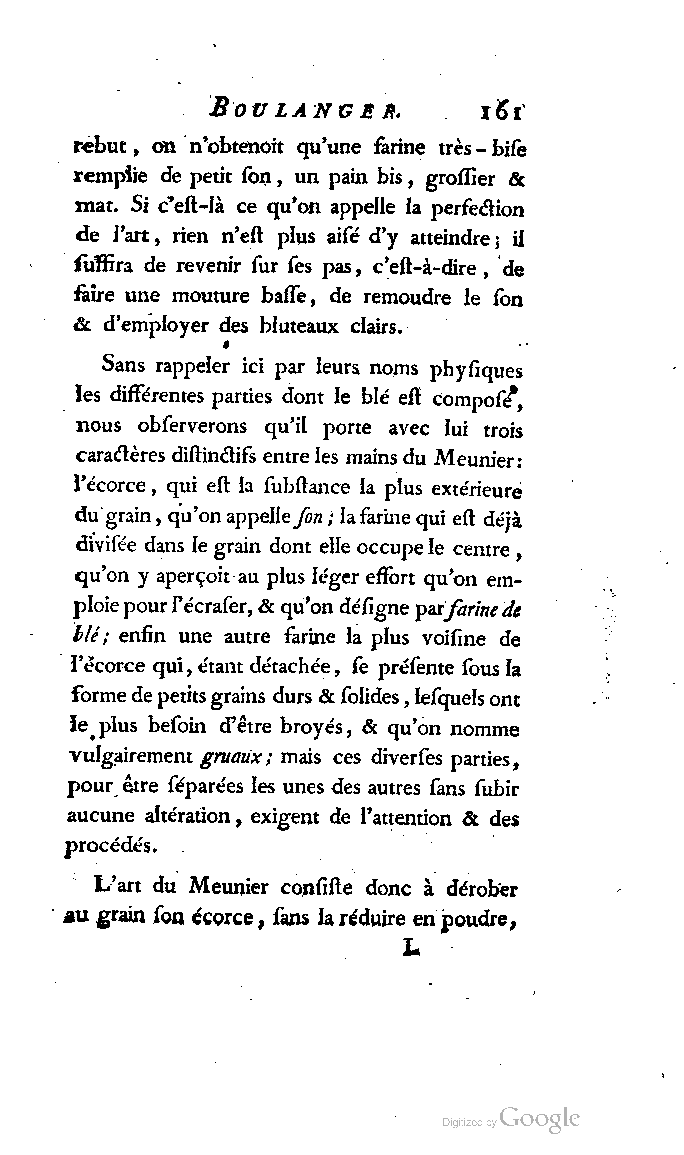 BOULANGER. 161
rebut, on n'obtenoit qu'une farine très-biſe
remplie de petit ſon, un pain bis, groſſier &
mat. Si c'eſt-là ce qu'on appelle la perfection
de l'art, rien n'eſt plus aiſé d'y atteindre; il
ſuffira de revenir ſur ſes pas, c'eſt-à-dire, de
faire une mouture baſſe, de remoudre le ſon
& d'employer des bluteaux clairs.
Sans rappeler ici par leurs noms phyſiques
les différentes parties dont le blé eſt compoſé,
nous obſerverons qu'il porte avec lui trois
caractères diſtinctifs entre les mains du Meunier:
l'écorce, qui eſt la ſubſtance la plus extérieure
du grain, qu'on appelle ſon; la farine qui eſt déjà
diviſée dans le grain dont elle occupe le centre,
qu'on y aperçoit au plus léger effort qu'on em-
ploie pour l'écraſer, & qu'on déſigne par farine de
blé; enfin une autre farine la plus voiſine de
l'écorce qui, étant détachée, ſe préſente ſous la
forme de petits grains durs & ſolides, leſquels ont
le plus beſoin d'être broyés, & qu'on nomme
vulgairement gruaux; mais ces diverſes parties,
pour être ſéparées les unes des autres ſans ſubir
aucune altération, exigent de l'attention & des
procédés.
L'art du Meunier conſiſte donc à dérober
au grain ſon écorce, ſans la réduire en poudre,
L
Digitized by Google